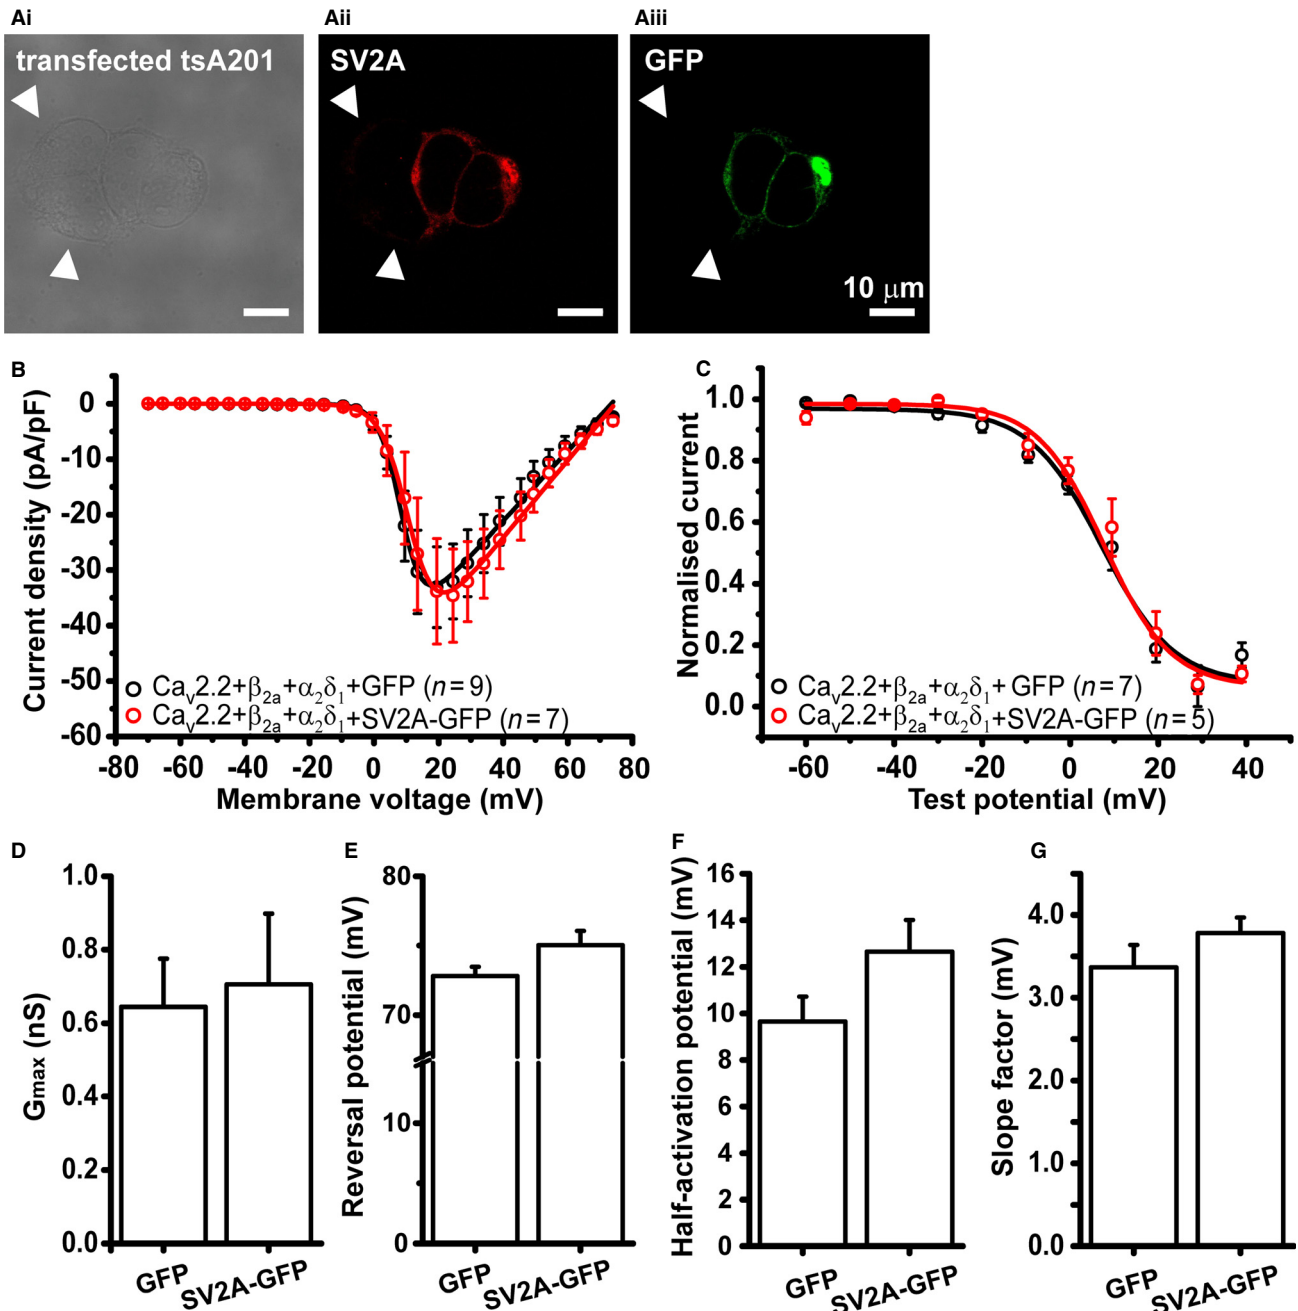 Ai
Aii
Aiii
transfected tsA201
SV2A
GFP
10 μm
B
Current density (pA/pF)
0
-10
-20
-30
-40
-50
-60
Cav2.2+β2a+α2δ1+GFP (n=9)
Cav2.2+β2a+α2δ1+SV2A-GFP (n=7)
-80 -60 -40 -20 0 20 40 60 80
Membrane voltage (mV)
C
Normalised current
1.0
0.8
0.6
0.4
0.2
0.0
Cav2.2+β2a+α2δ1+ GFP (n=7)
Cav2.2+β2a+α2δ1+SV2A-GFP (n=5)
-60 -40 -20 0 20 40
Test potential (mV)
D
Gmax (nS)
1.0
0.8
0.6
0.4
0.2
0.0
GFP
SV2A-GFP
E
Reversal potential (mV)
80
70
10
0
GFP
SV2A-GFP
F
Half-activation potential (mV)
16
14
12
10
8
6
4
2
0
GFP
SV2A-GFP
G
Slope factor (mV)
4.0
3.0
2.0
1.0
0.0
GFP
SV2A-GFP